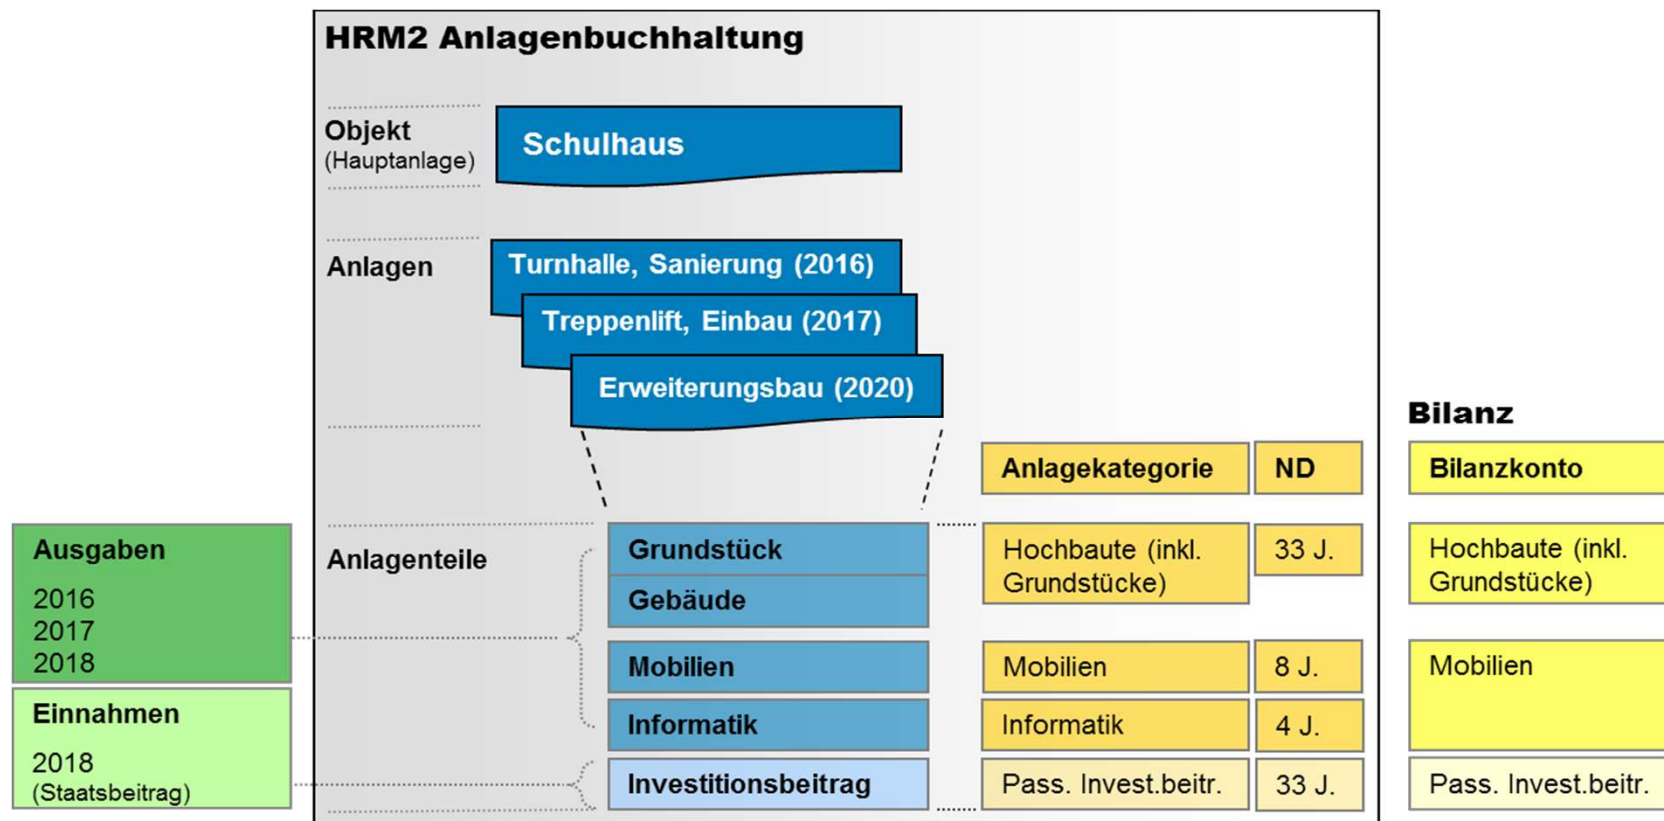 HRM2 Anlagenbuchhaltung
Objekt
(Hauptanlage)
Schulhaus
Anlagen
Turnhalle, Sanierung (2016)
Treppenlift, Einbau (2017)
Erweiterungsbau (2020)
Bilanz
Anlagekategorie
ND
Bilanzkonto
Ausgaben
2016
2017
2018
Einnahmen
2018
(Staatsbeitrag)
Anlagenteile
Grundstück
Gebäude
Mobilien
Informatik
Investitionsbeitrag
Hochbaute (inkl.
Grundstücke)
33 J.
Mobilien
8 J.
Informatik
4 J.
Pass. Invest.beitr.
33 J.
Hochbaute (inkl.
Grundstücke)
Mobilien
Pass. Invest.beitr.